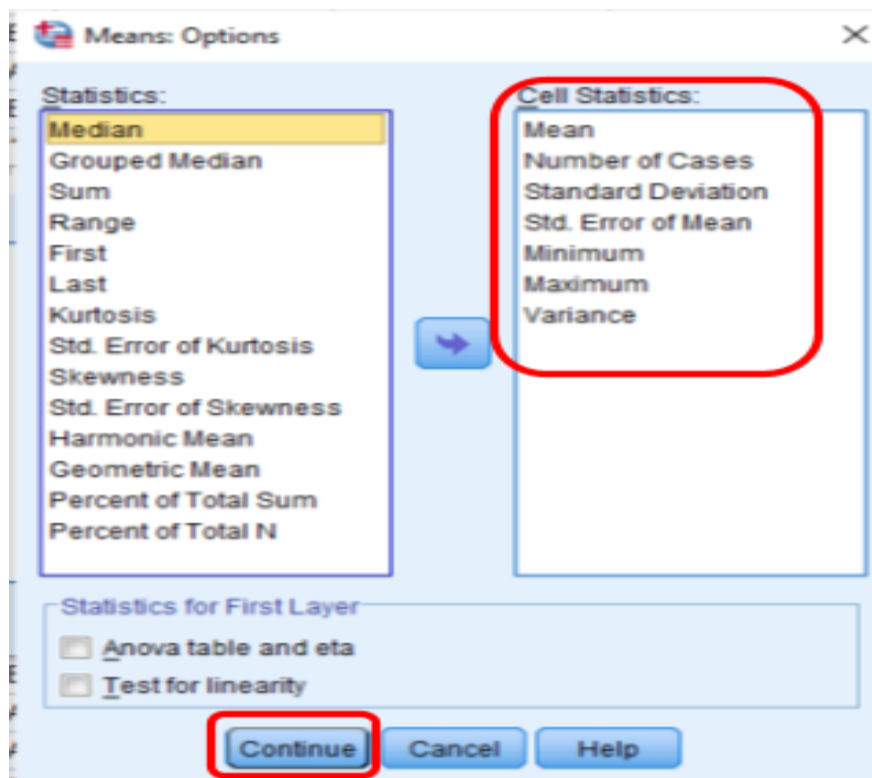 Means: Options
Statistics:
Median
Grouped Median
Sum
Range
First
Last
Kurtosis
Std. Error of Kurtosis
Skewness
Std. Error of Skewness
Harmonic Mean
Geometric Mean
Percent of Total Sum
Percent of Total N
Cell Statistics:
Mean
Number of Cases
Standard Deviation
Std. Error of Mean
Minimum
Maximum
Variance
Statistics for First Layer
Anova table and eta
Test for linearity
Continue Cancel Help